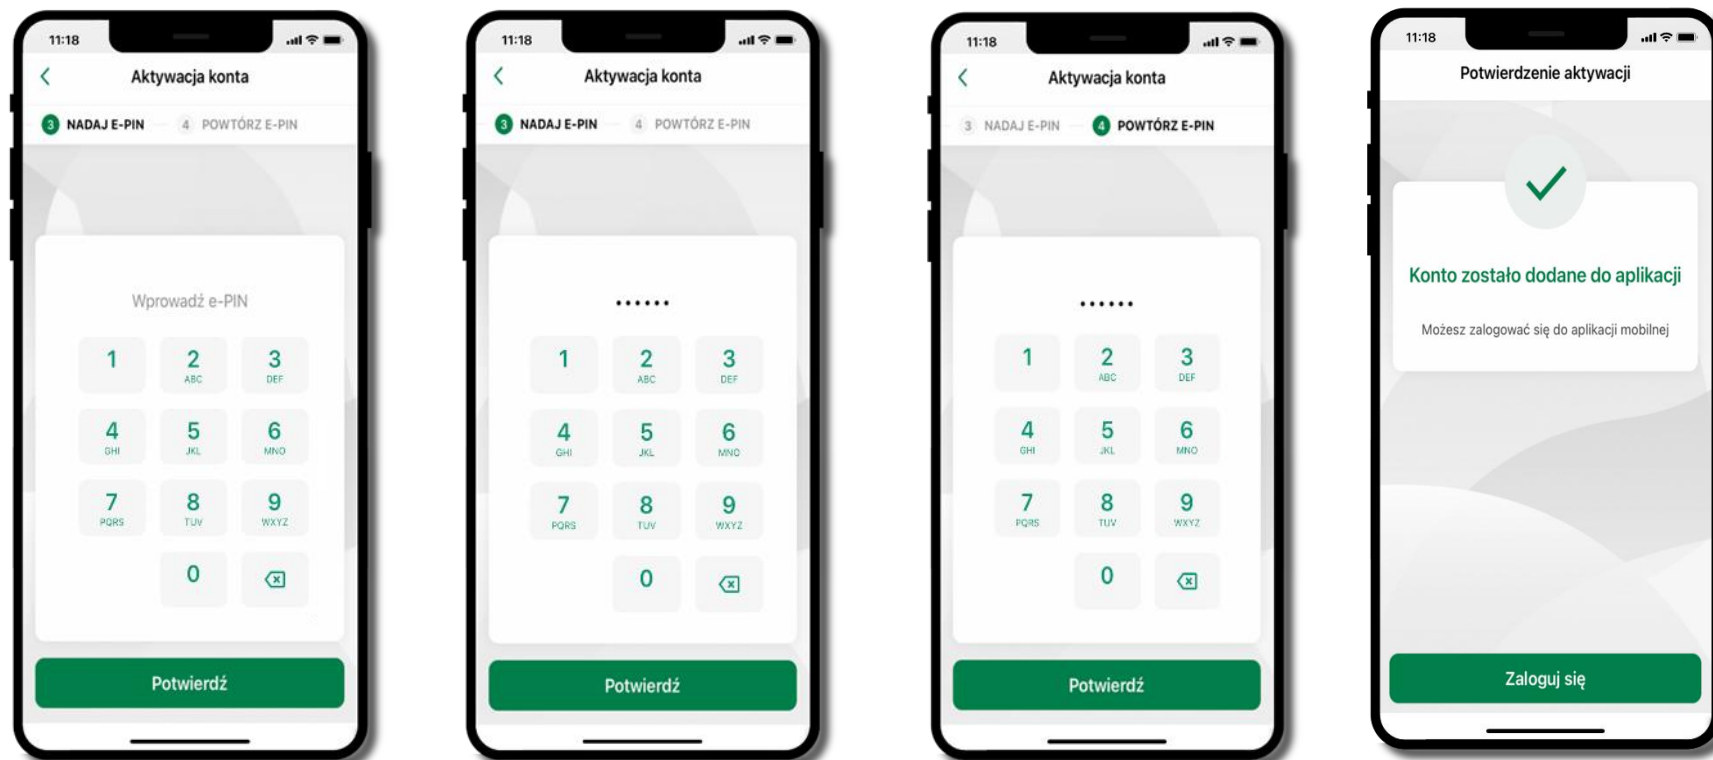 11:18
Aktywacja konta
3 NADAJ E-PIN 4 POWTÓRZ E-PIN
Wprowadź e-PIN
1 2 3
ABC DEF
4 5 6
GHI JKL MNO
7 8 9
PQRS TUV WXYZ
0
Potwierdź
11:18
Aktywacja konta
3 NADAJ E-PIN 4 POWTÓRZ E-PIN
••••••
1 2 3
ABC DEF
4 5 6
GHI JKL MNO
7 8 9
PQRS TUV WXYZ
0
Potwierdź
11:18
Aktywacja konta
3 NADAJ E-PIN 4 POWTÓRZ E-PIN
••••••
1 2 3
ABC DEF
4 5 6
GHI JKL MNO
7 8 9
PQRS TUV WXYZ
0
Potwierdź
11:18
Potwierdzenie aktywacji
Konto zostało dodane do aplikacji
Możesz zalogować się do aplikacji mobilnej
Zaloguj się